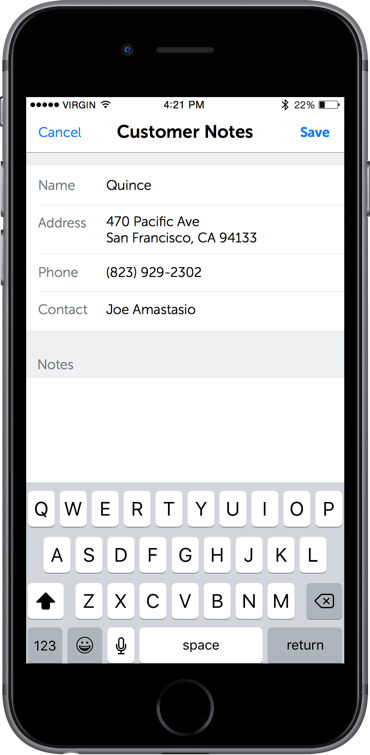 VIRGIN 4:21 PM 22%
Cancel Customer Notes Save
Name Quince
Address 470 Pacific Ave
San Francisco, CA 94133
Phone (823) 929-2302
Contact Joe Amastasio
Notes
Q W E R T Y U I O P
A S D F G H J K L
Z X C V B N M
123 space return